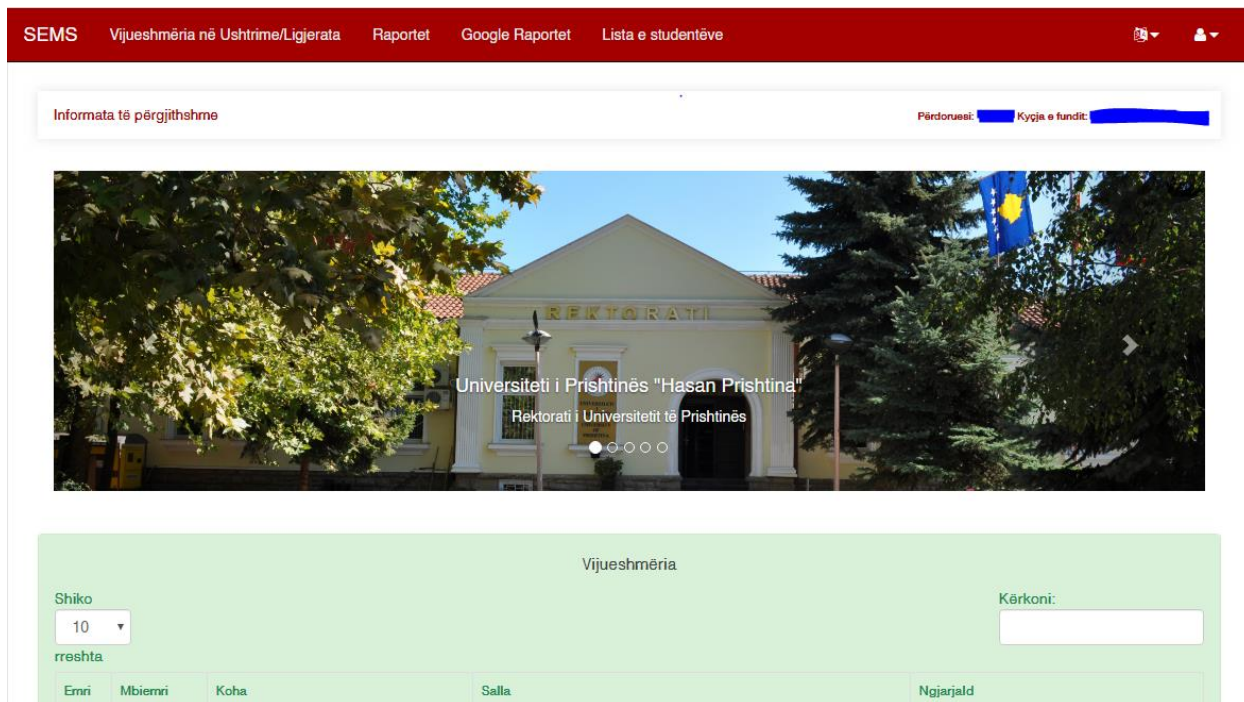 SEMS Vijueshmëria në Ushtrime/Ligjerata Raportet Google Raportet Lista e studentëve
Informata të përgjithshme
Përdoruesi: Kyçja e fundit:
REKTORATI
Universiteti i Prishtinës "Hasan Prishtina"
Rektorati i Universitetit të Prishtinës
Vijueshmëria
Shiko
Kërkoni:
10
rreshta
Emri Mbiemri Koha Salla NgjarjaId